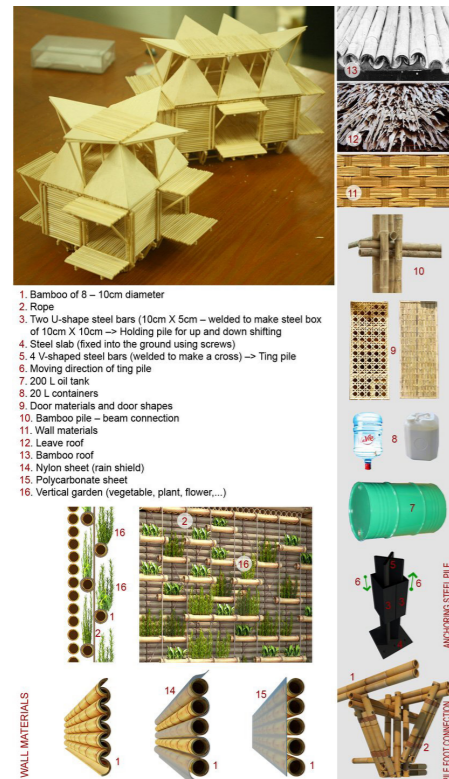 13
12
11
10
1. Bamboo of 8 – 10cm diameter
2. Rope
3. Two U-shape steel bars (10cm X 5cm – welded to make steel box
of 10cm X 10cm –> Holding pile for up and down shifting
4. Steel slab (fixed into the ground using screws)
5. 4 V-shaped steel bars (welded to make a cross) –> Ting pile
6. Moving direction of ting pile
7. 200 L oil tank
8. 20 L containers
9. Door materials and door shapes
10. Bamboo pile – beam connection
11. Wall materials
12. Leave roof
13. Bamboo roof
14. Nylon sheet (rain shield)
15. Polycarbonate sheet
16. Vertical garden (vegetable, plant, flower,...)
9
8
7
16
16
1
2
2
16
5
6
6
3
3
4
ANCHORING STEEL PILE
WALL MATERIALS
1
14
1
15
1
1
2
PILE FOOT CONNECTION